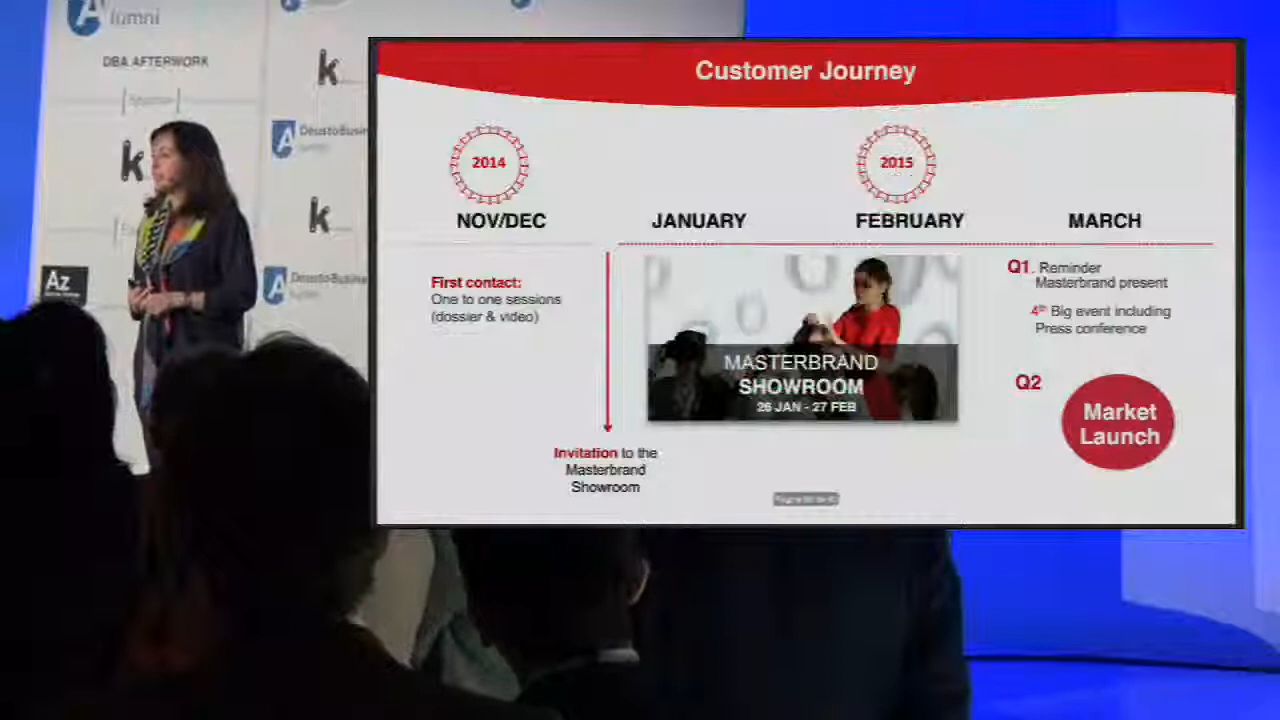 Alumni
DBA AFTERWORK
k
k
DeustoBusin
k
Az
DeustoBusine
Customer Journey
2014
2015
NOV/DEC
JANUARY
FEBRUARY
MARCH
First contact:
One to one sessions
(dossier & video)
Invitation to the
Masterbrand
Showroom
MASTERBRAND
SHOWROOM
26 JAN - 27 FEB
Q1. Reminder
Masterbrand present
4th Big event including
Press conference
Q2
Market
Launch